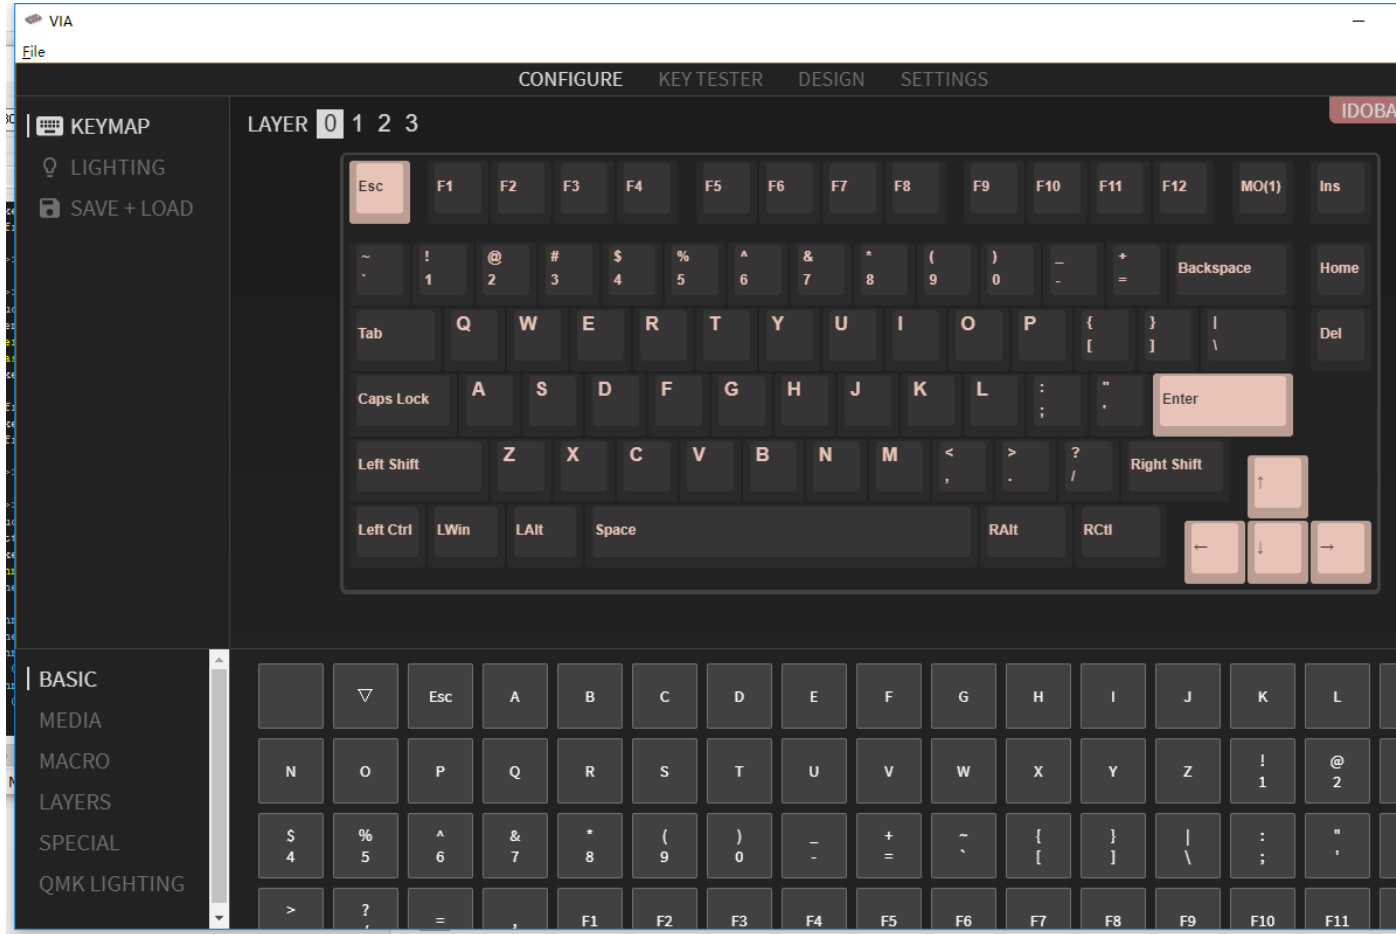 VIA
File
CONFIGURE KEY TESTER DESIGN SETTINGS
IDOBA
KEYMAP
LIGHTING
SAVE + LOAD
LAYER 0 1 2 3
Esc F1 F2 F3 F4 F5 F6 F7 F8 F9 F10 F11 F12 MO(1) Ins
~ ! @ # $ % ^ & * ( ) _ +
` 1 2 3 4 5 6 7 8 9 0 - = Backspace Home
Tab Q W E R T Y U I O P { } | Del
[ ] \
Caps Lock A S D F G H J K L : " Enter
; '
Left Shift Z X C V B N M < > ? Right Shift ↑
, . /
Left Ctrl LWin LAlt Space RAlt RCtl ← ↓ →
BASIC
MEDIA
MACRO
LAYERS
SPECIAL
QMK LIGHTING
▽ Esc A B C D E F G H I J K L
N O P Q R S T U V W X Y Z ! @
1 2
$ % ^ & * ( ) _ + ~ { } | : "
4 5 6 7 8 9 0 - = ` [ ] \ ; '
> ? = , F1 F2 F3 F4 F5 F6 F7 F8 F9 F10 F11